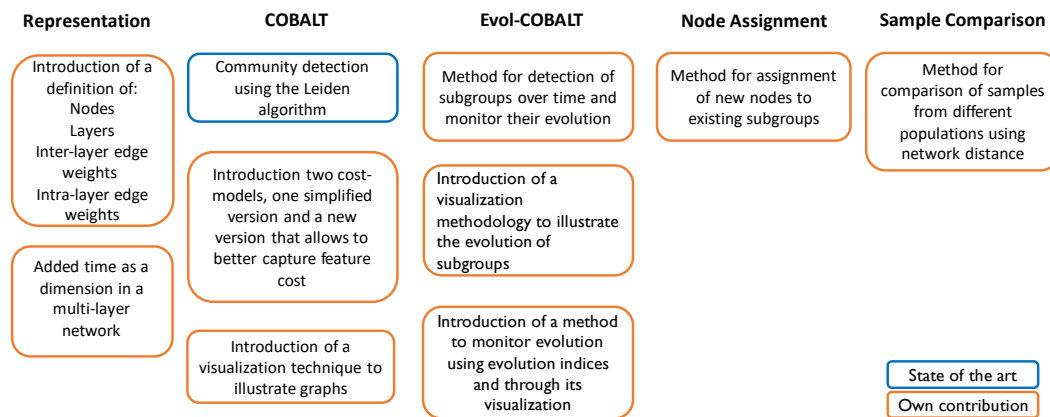 Representation
Introduction of a
definition of:
Nodes
Layers
Inter-layer edge
weights
Intra-layer edge
weights
Added time as a
dimension in a
multi-layer
network
COBALT
Community detection
using the Leiden
algorithm
Introduction two cost-
models, one simplified
version and a new
version that allows to
better capture feature
cost
Introduction of a
visualization technique to
illustrate graphs
Evol-COBALT
Method for detection of
subgroups over time and
monitor their evolution
Introduction of a
visualization
methodology to illustrate
the evolution of
subgroups
Introduction of a method
to monitor evolution
using evolution indices
and through its
visualization
Node Assignment
Method for assignment
of new nodes to
existing subgroups
Sample Comparison
Method for
comparison of samples
from different
populations using
network distance
State of the art
Own contribution